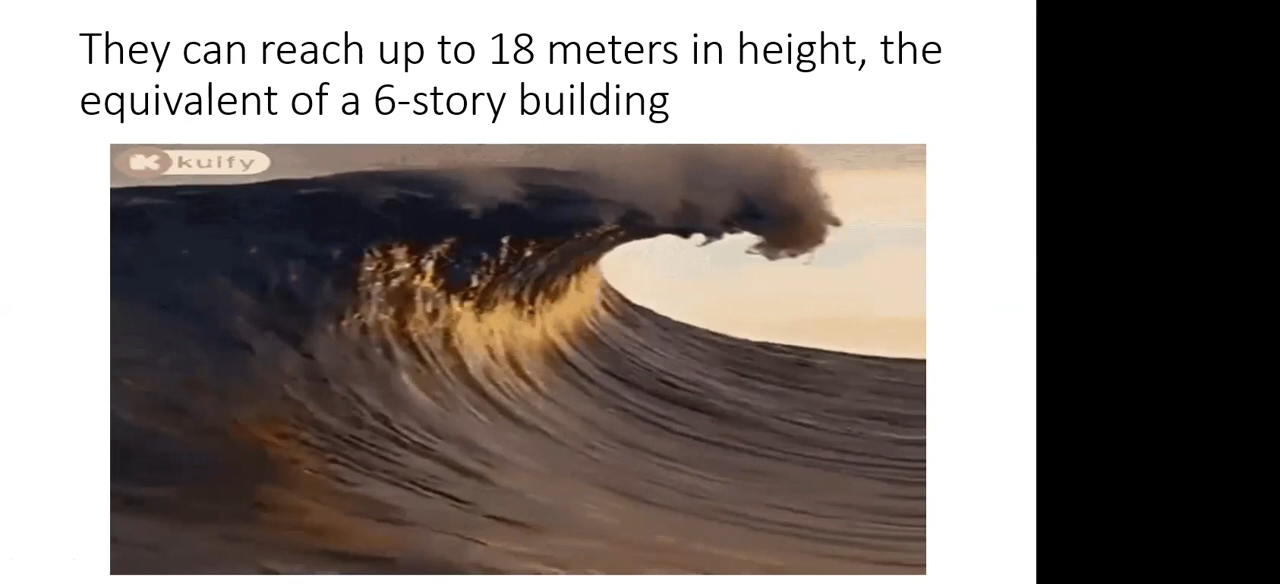 They can reach up to 18 meters in height, the
equivalent of a 6-story building
kuify